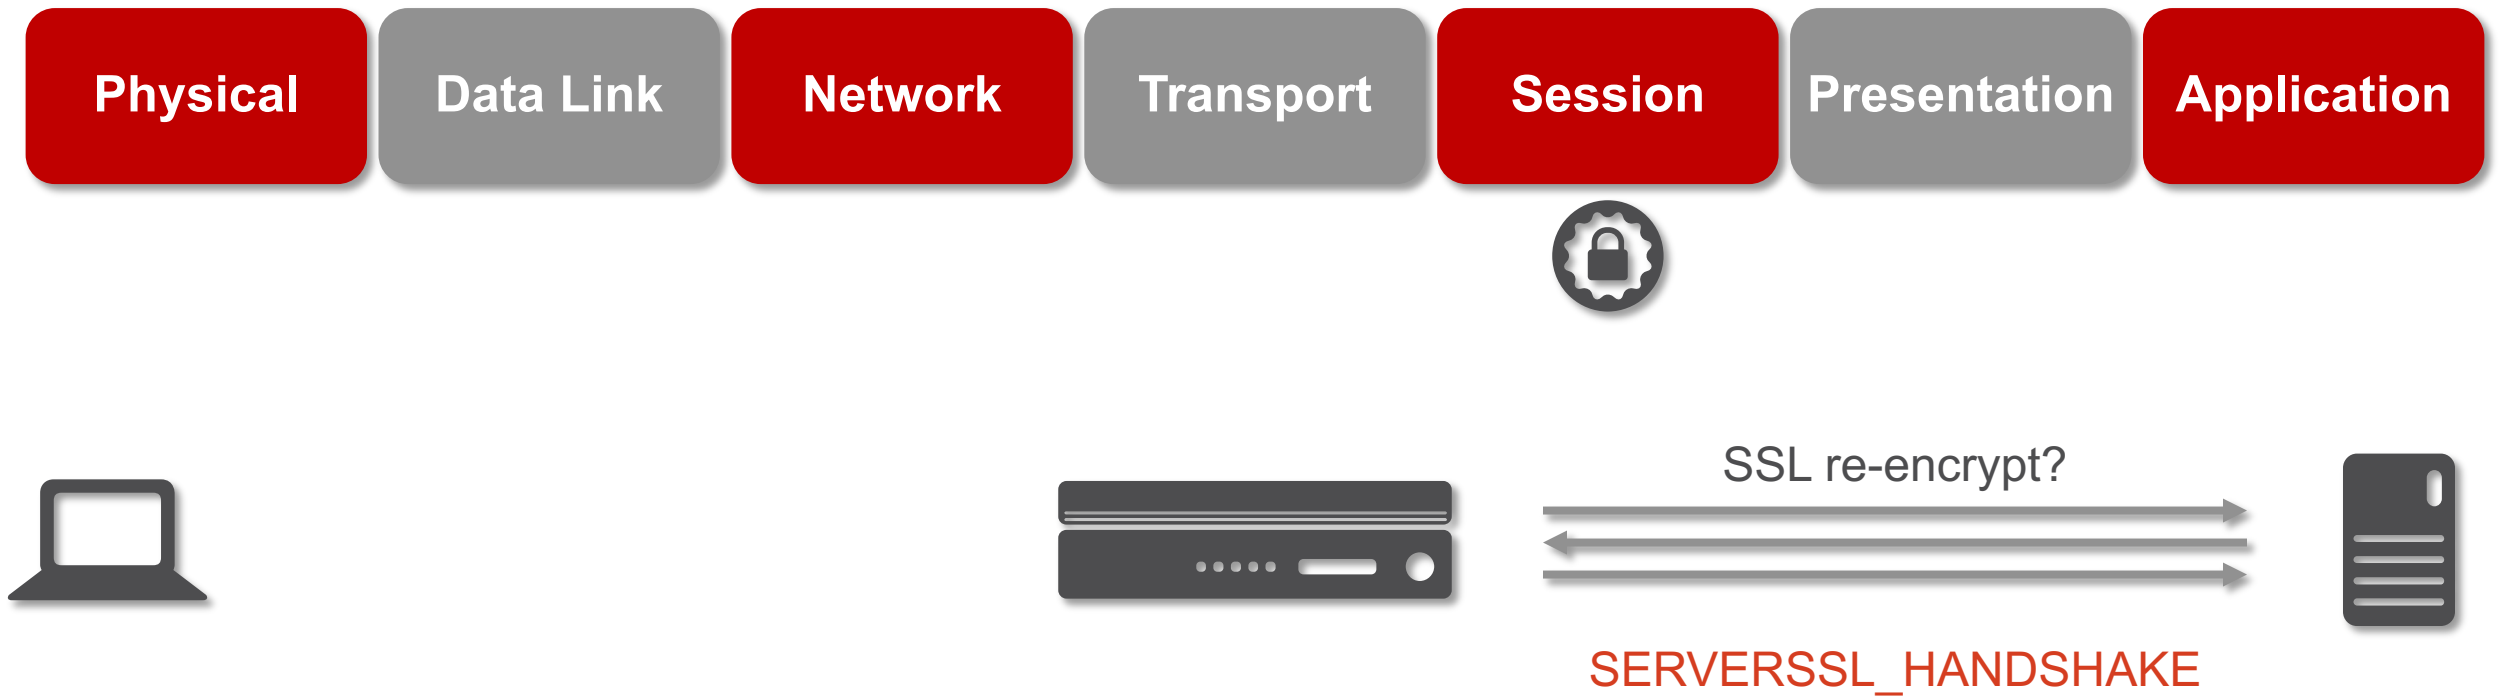 Physical
Data Link
Network
Transport
Session
Presentation
Application
SSL re-encrypt?
SERVERSSL_HANDSHAKE